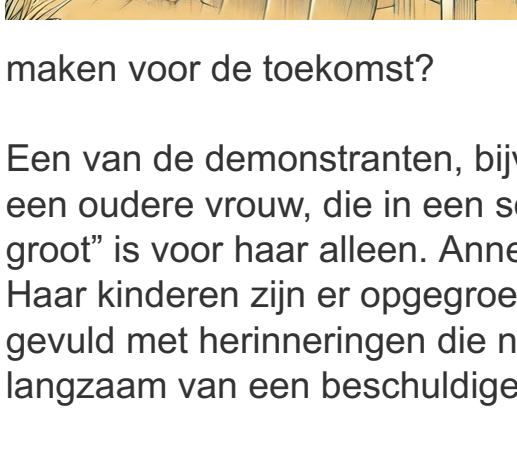 maken voor de toekomst?
Een van de demonstranten,
een oudere vrouw, die in een
groot” is voor haar alleen.
Haar kinderen zijn er
gevuld met herinneringen die
langzaam van een